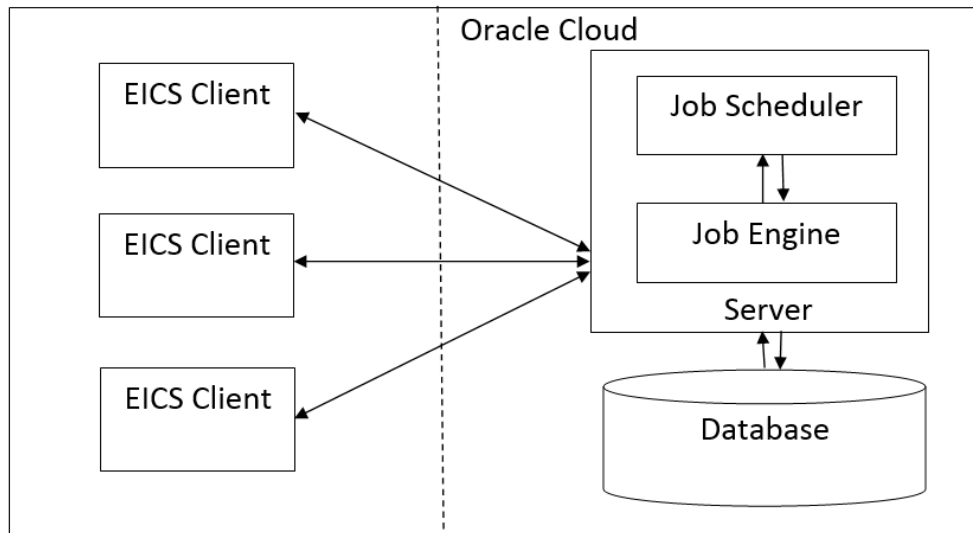 Oracle Cloud
EICS Client
EICS Client
EICS Client
Job Scheduler
Job Engine
Server
Database